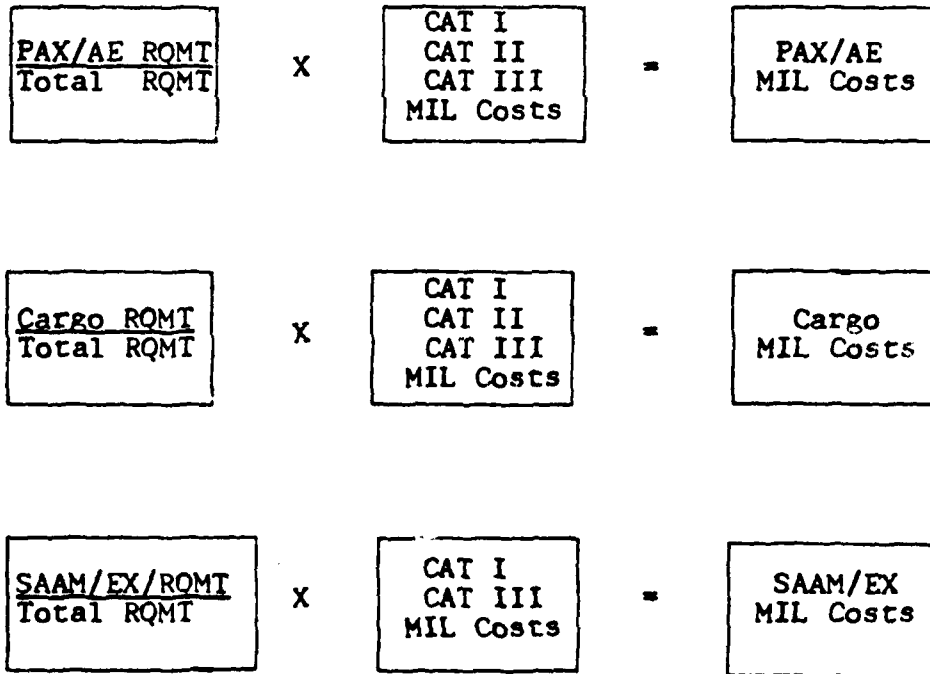 PAX/AE RQMT
Total RQMT
X
CAT I
CAT II
CAT III
MIL Costs
=
PAX/AE
MIL Costs
Cargo RQMT
Total RQMT
X
CAT I
CAT II
CAT III
MIL Costs
=
Cargo
MIL Costs
SAAM/EX/RQMT
Total RQMT
X
CAT I
CAT III
MIL Costs
=
SAAM/EX
MIL Costs